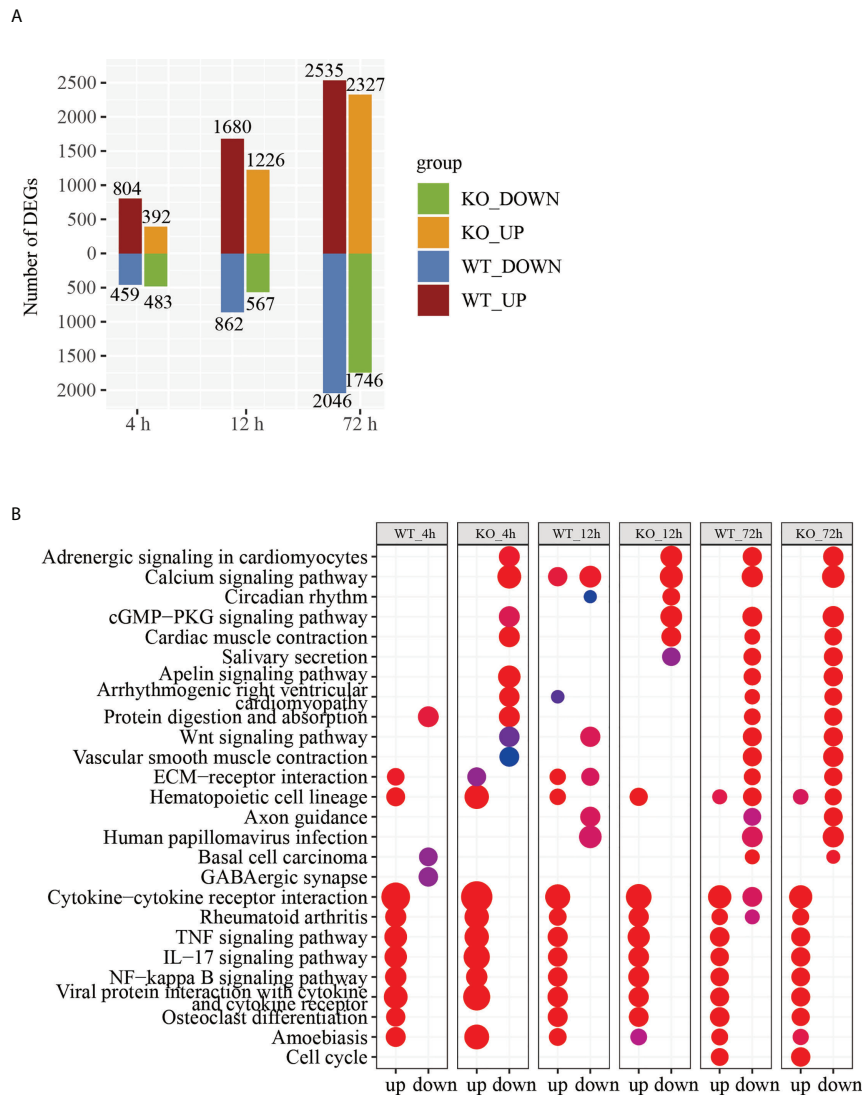 A
2500
2000
1500
1000
500
0
500
1000
1500
2000
Number of DEGs
804
392
459
483
1680
1226
862
567
2535
2327
2046
1746
4 h
12 h
72 h
group
KO_DOWN
KO_UP
WT_DOWN
WT_UP
B
WT_4h KO_4h WT_12h KO_12h WT_72h KO_72h
Adrenergic signaling in cardiomyocytes
Calcium signaling pathway
Circadian rhythm
cGMP−PKG signaling pathway
Cardiac muscle contraction
Salivary secretion
Apelin signaling pathway
Arrhythmogenic right ventricular
cardiomyopathy
Protein digestion and absorption
Wnt signaling pathway
Vascular smooth muscle contraction
ECM−receptor interaction
Hematopoietic cell lineage
Axon guidance
Human papillomavirus infection
Basal cell carcinoma
GABAergic synapse
Cytokine−cytokine receptor interaction
Rheumatoid arthritis
TNF signaling pathway
IL−17 signaling pathway
NF−kappa B signaling pathway
Viral protein interaction with cytokine
and cytokine receptor
Osteoclast differentiation
Amoebiasis
Cell cycle
up down up down up down up down up down up down